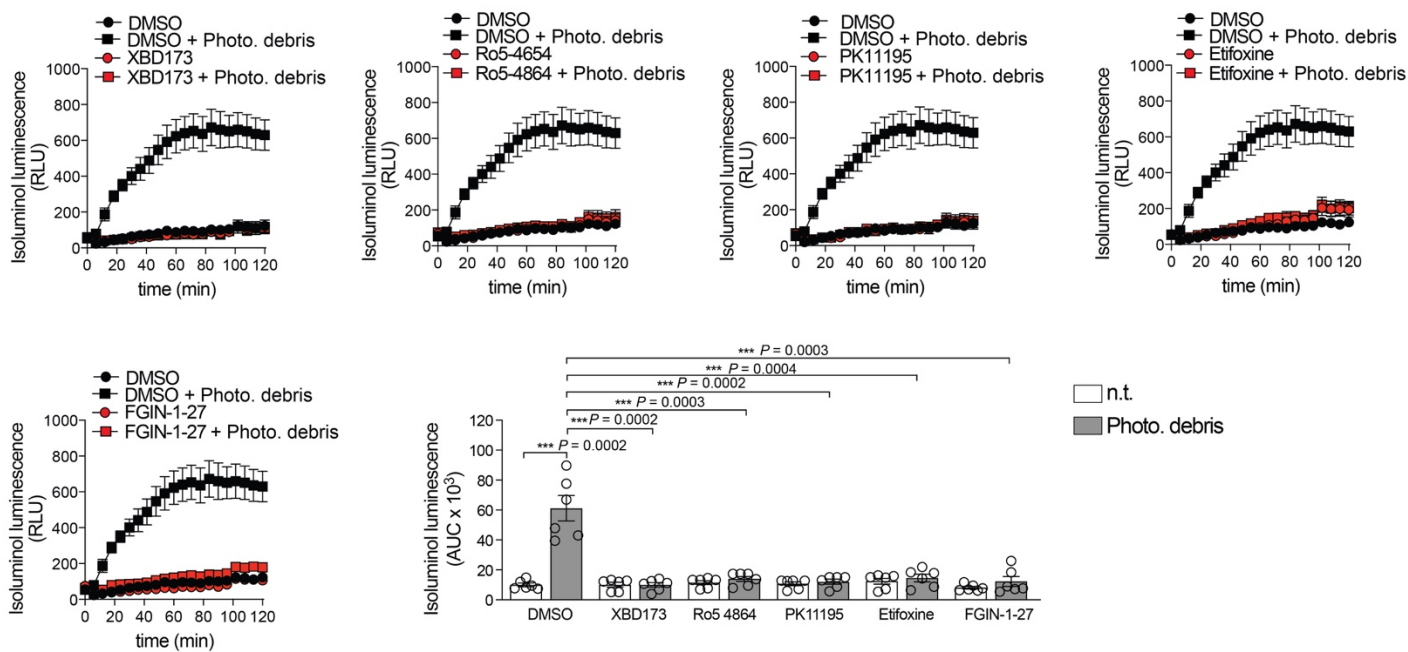 DMSO
DMSO + Photo. debris
XBD173
XBD173 + Photo. debris
1000
800
600
400
200
0
Isoluminol luminescence
(RLU)
0 20 40 60 80 100 120
time (min)
DMSO
DMSO + Photo. debris
Ro5-4654
Ro5-4864 + Photo. debris
1000
800
600
400
200
0
Isoluminol luminescence
(RLU)
0 20 40 60 80 100 120
time (min)
DMSO
DMSO + Photo. debris
PK11195
PK11195 + Photo. debris
1000
800
600
400
200
0
Isoluminol luminescence
(RLU)
0 20 40 60 80 100 120
time (min)
DMSO
DMSO + Photo. debris
Etifoxine
Etifoxine + Photo. debris
1000
800
600
400
200
0
Isoluminol luminescence
(RLU)
0 20 40 60 80 100 120
time (min)
DMSO
DMSO + Photo. debris
FGIN-1-27
FGIN-1-27 + Photo. debris
1000
800
600
400
200
0
Isoluminol luminescence
(RLU)
0 20 40 60 80 100 120
time (min)
*** P = 0.0003
*** P = 0.0004
*** P = 0.0002
*** P = 0.0003
*** P = 0.0002
*** P = 0.0002
120
100
80
60
40
20
0
Isoluminol luminescence
(AUC x 10³)
DMSO XBD173 Ro5 4864 PK11195 Etifoxine FGIN-1-27
n.t.
Photo. debris